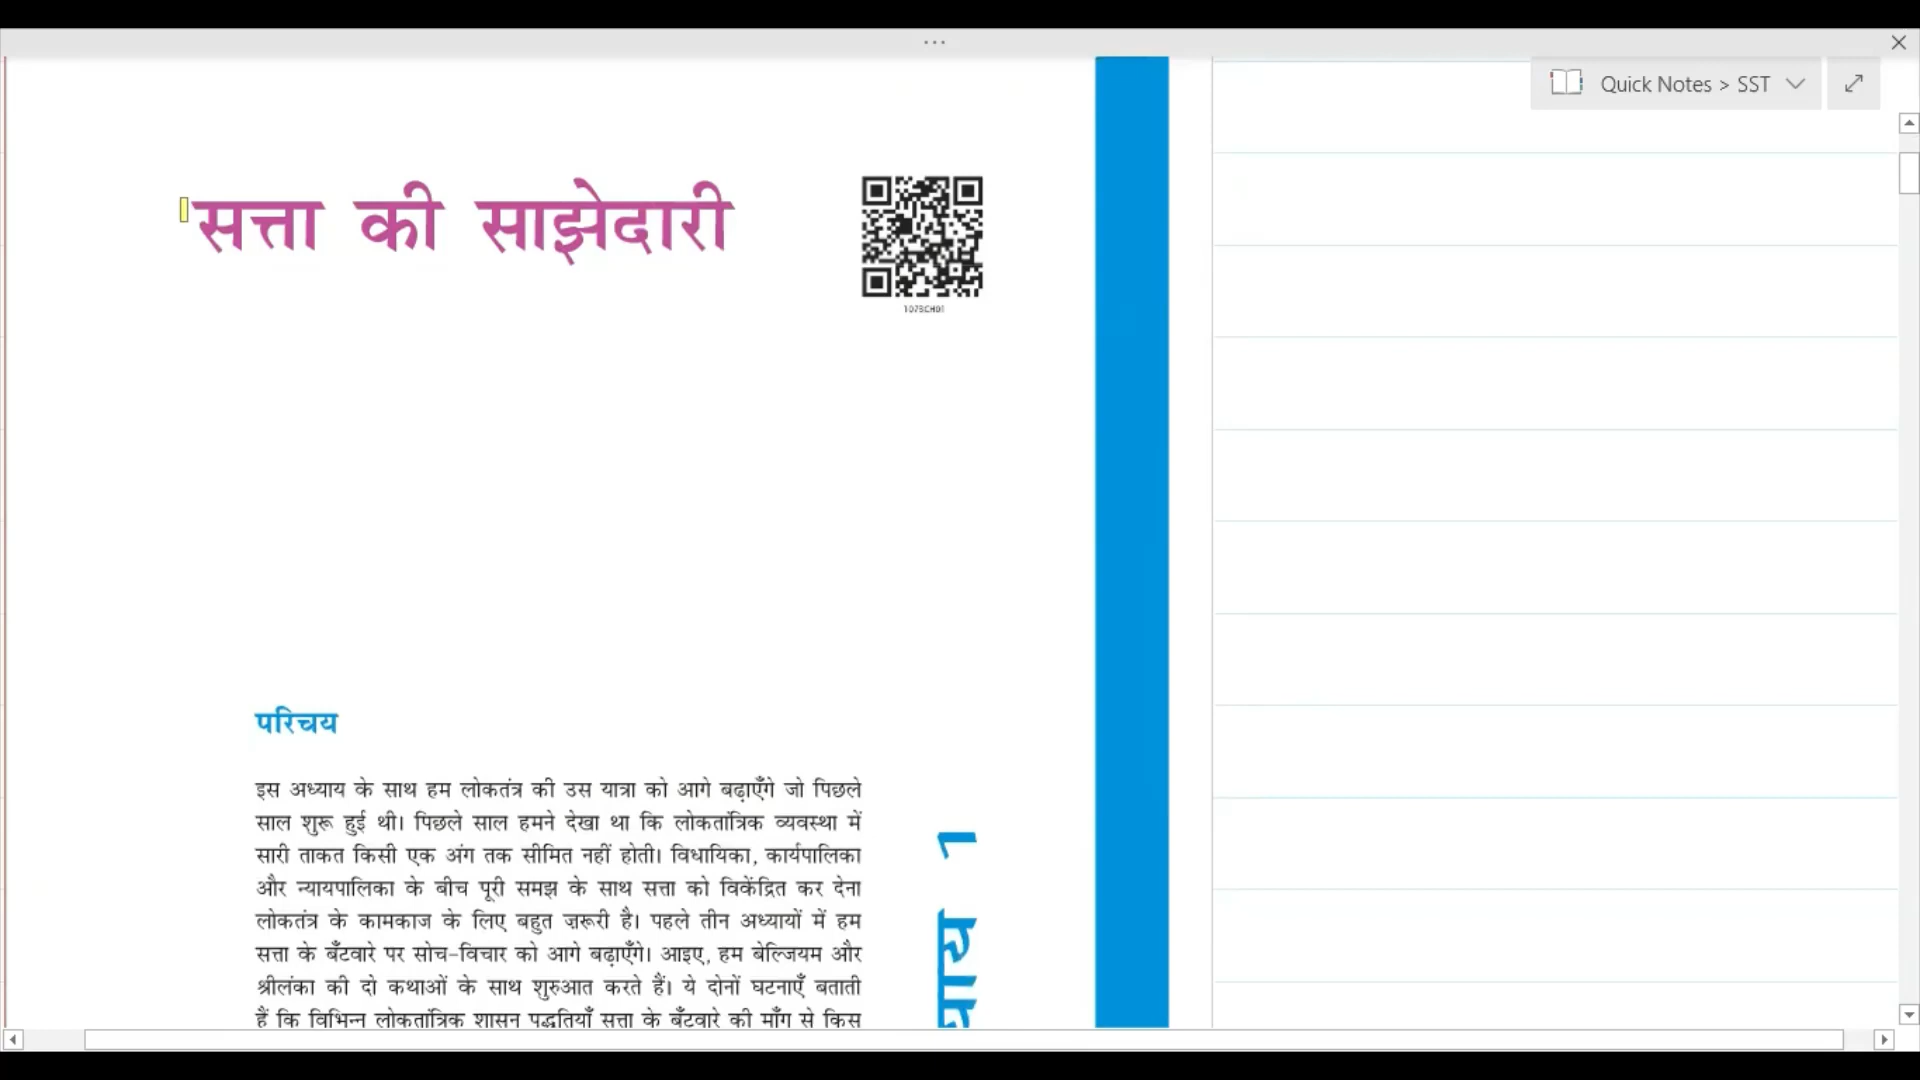 Quick Notes > SST
सत्ता की साझेदारी
1078CH01
परिचय
इस अध्याय के साथ हम लोकतंत्र की उस यात्रा को आगे बढ़ाएँगे जो पिछले
साल शुरू हुई थी। पिछले साल हमने देखा था कि लोकतांत्रिक व्यवस्था में
सारी ताकत किसी एक अंग तक सीमित नहीं होती। विधायिका, कार्यपालिका
और न्यायपालिका के बीच पूरी समझ के साथ सत्ता को विकेंद्रित कर देना
लोकतंत्र के कामकाज के लिए बहुत ज़रूरी है। पहले तीन अध्यायों में हम
सत्ता के बँटवारे पर सोच-विचार को आगे बढ़ाएँगे। आइए, हम बेल्जियम और
श्रीलंका की दो कथाओं के साथ शुरुआत करते हैं। ये दोनों घटनाएँ बताती
हैं कि विभिन्न लोकतांत्रिक शासन पद्धतियाँ सत्ता के बँटवारे की माँग से किस
1